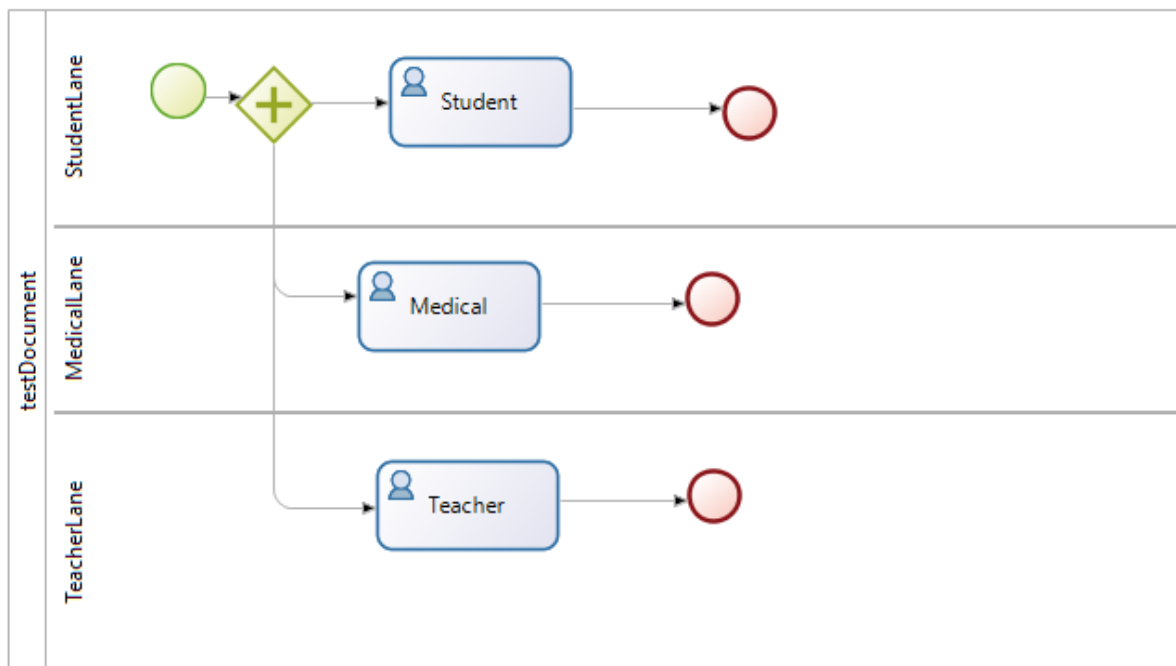 testDocument
StudentLane
Student
MedicalLane
Medical
TeacherLane
Teacher